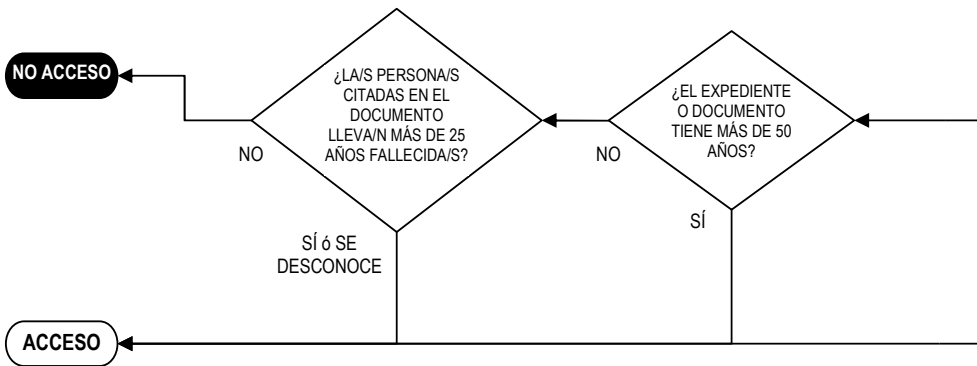 NO ACCESO
¿LA/S PERSONA/S
CITADAS EN EL
DOCUMENTO
LLEVA/N MÁS DE 25
AÑOS FALLECIDA/S?
¿EL EXPEDIENTE
O DOCUMENTO
TIENE MÁS DE 50
AÑOS?
NO
NO
SÍ
SÍ ó SE
DESCONOCE
ACCESO